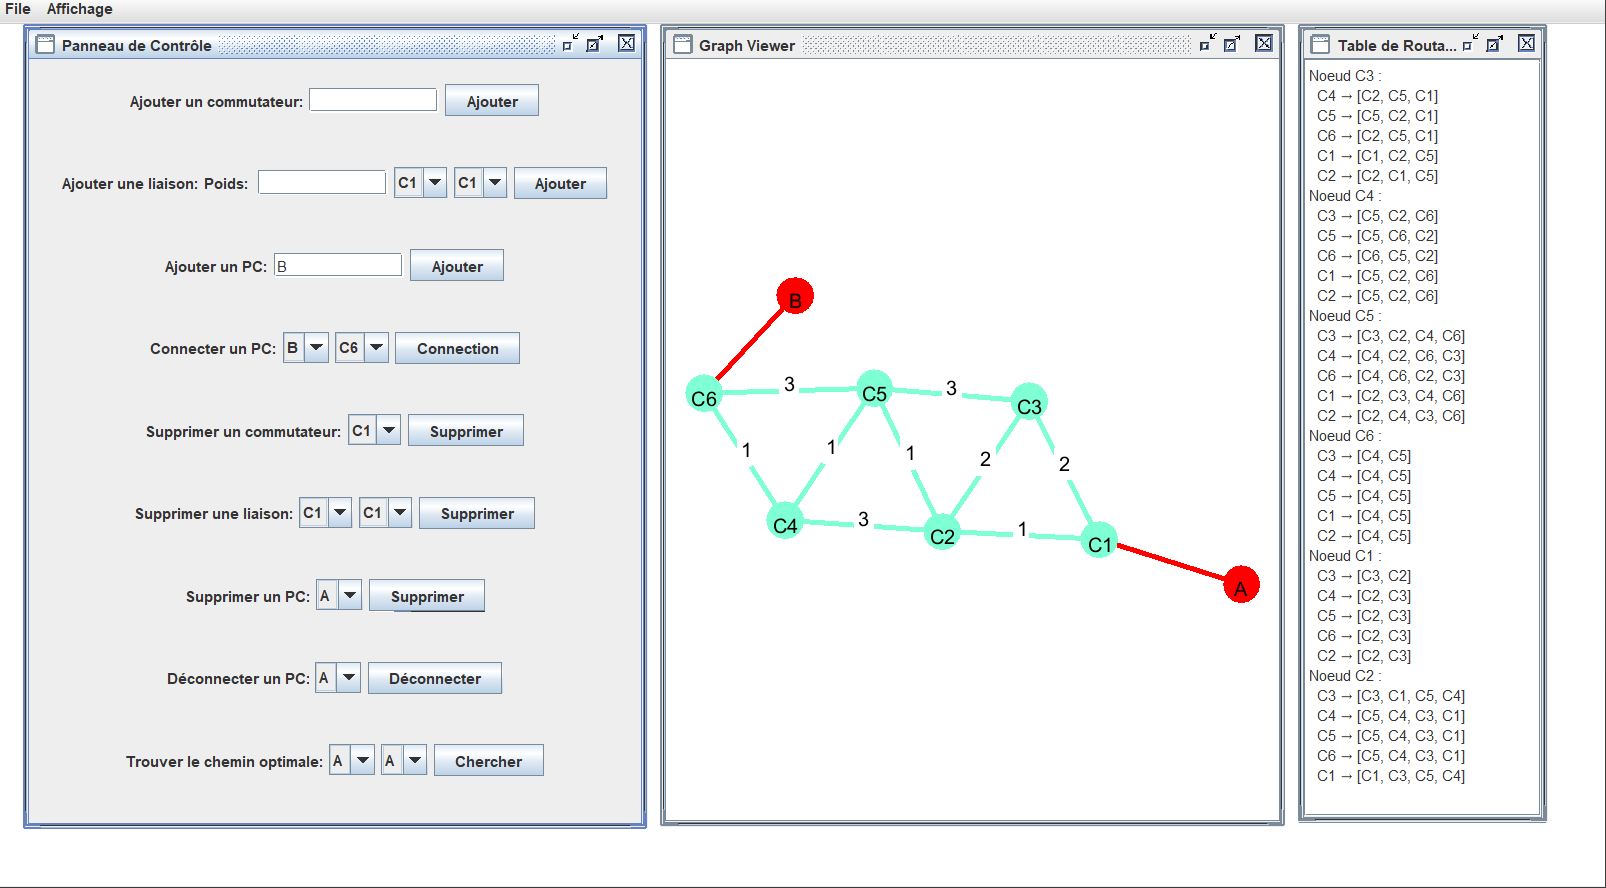 File Affichage
Panneau de Contrôle
Ajouter un commutateur: Ajouter
Ajouter une liaison: Poids: C1 C1 Ajouter
Ajouter un PC: B Ajouter
Connecter un PC: B C6 Connection
Supprimer un commutateur: C1 Supprimer
Supprimer une liaison: C1 C1 Supprimer
Supprimer un PC: A Supprimer
Déconnecter un PC: A Déconnecter
Trouver le chemin optimale: A A Chercher
Graph Viewer
B
C6 3 C5 3 C3
1 1 1 2 2
C4 3 C2 1 C1
A
Table de Routa...
Noeud C3 :
C4 → [C2, C5, C1]
C5 → [C5, C2, C1]
C6 → [C2, C5, C1]
C1 → [C1, C2, C5]
C2 → [C2, C1, C5]
Noeud C4 :
C3 → [C5, C2, C6]
C5 → [C5, C6, C2]
C6 → [C6, C5, C2]
C1 → [C5, C2, C6]
C2 → [C5, C2, C6]
Noeud C5 :
C3 → [C3, C2, C4, C6]
C4 → [C4, C2, C6, C3]
C6 → [C4, C6, C2, C3]
C1 → [C2, C3, C4, C6]
C2 → [C2, C4, C3, C6]
Noeud C6 :
C3 → [C4, C5]
C4 → [C4, C5]
C5 → [C4, C5]
C1 → [C4, C5]
C2 → [C4, C5]
Noeud C1 :
C3 → [C3, C2]
C4 → [C2, C3]
C5 → [C2, C3]
C6 → [C2, C3]
C2 → [C2, C3]
Noeud C2 :
C3 → [C3, C1, C5, C4]
C4 → [C5, C4, C3, C1]
C5 → [C5, C4, C3, C1]
C6 → [C5, C4, C3, C1]
C1 → [C1, C3, C5, C4]